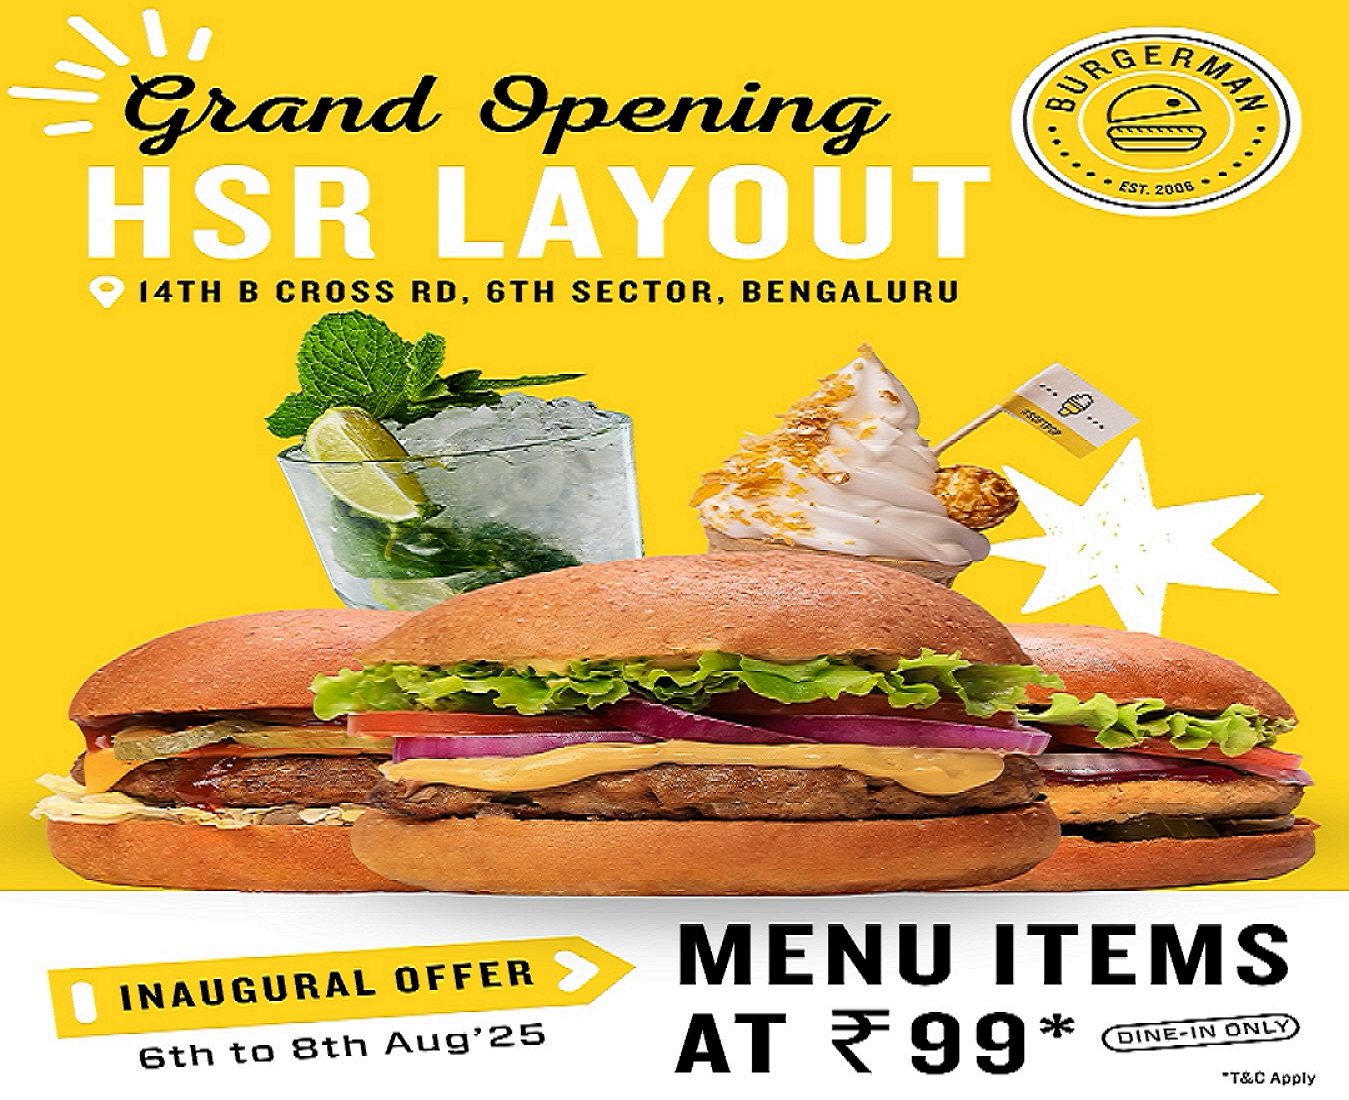 Grand Opening
BURGERMAN
EST. 2006
HSR LAYOUT
14TH B CROSS RD, 6TH SECTOR, BENGALURU
#SOFTPOP
INAUGURAL OFFER
6th to 8th Aug'25
MENU ITEMS
AT ₹99*
DINE-IN ONLY
*T&C Apply